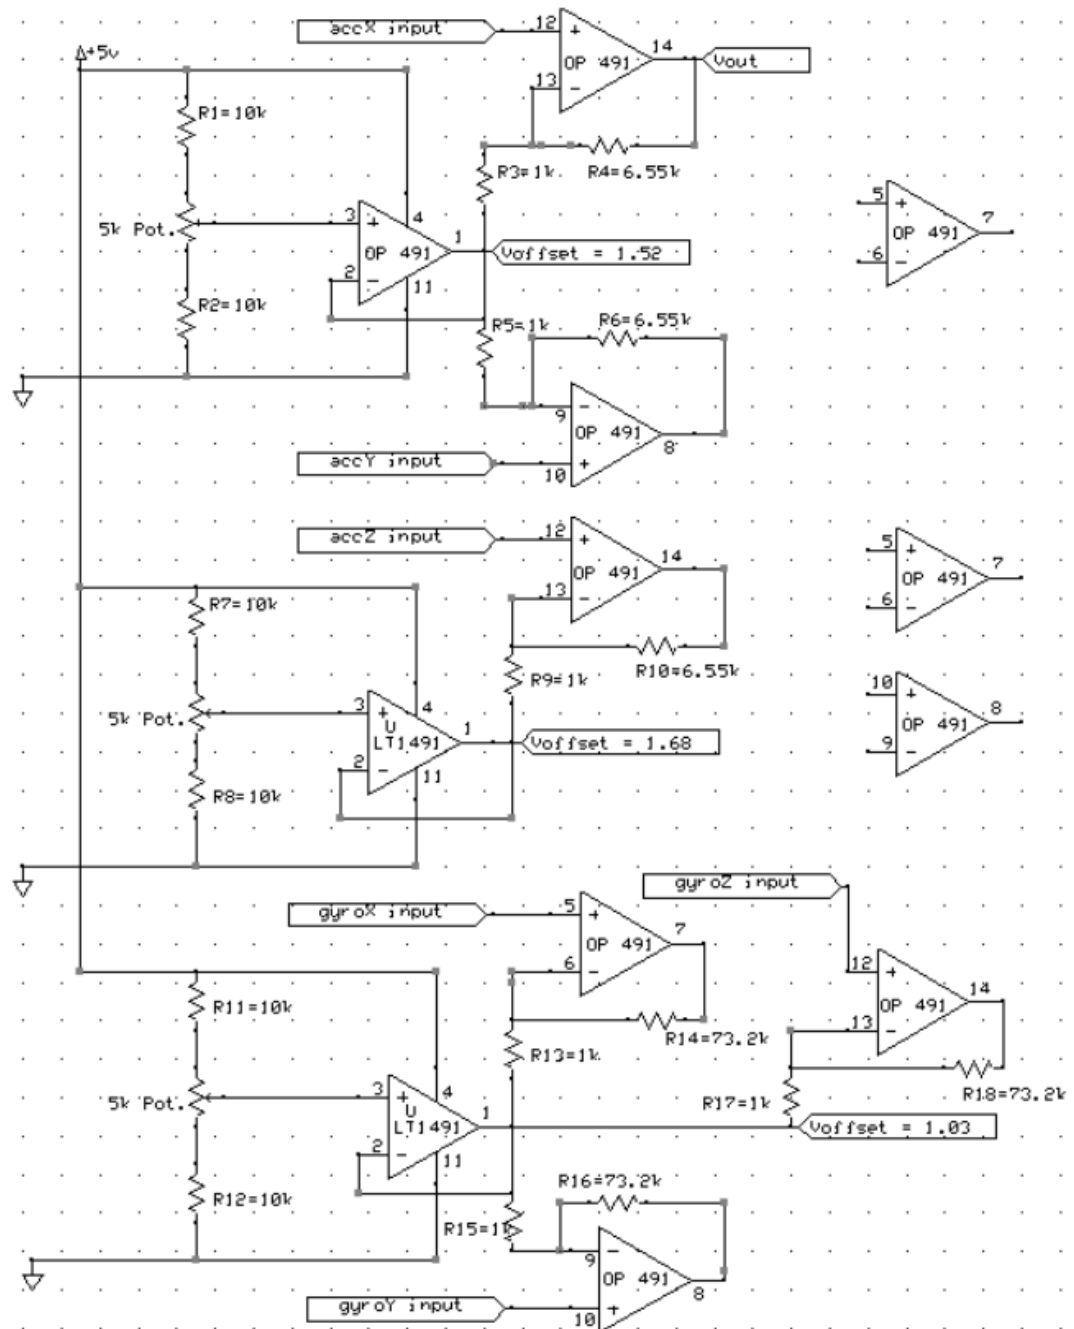 accX input
12
+
14
OP 491
Vout
13
-
+5v
R1=10k
R3=1k
R4=6.55k
5k Pot.
3
+
4
1
OP 491
Voffset = 1.52
2
-
11
5
+
7
OP 491
6
-
R2=10k
R5=1k
R6=6.55k
9
-
OP 491
8
accY input
+
10
accZ input
12
+
14
OP 491
13
-
5
+
7
OP 491
6
-
R7=10k
R9=1k
R10=6.55k
5k Pot.
3
+
4
U
1
LT1491
Voffset = 1.68
2
-
11
R8=10k
10
+
8
OP 491
9
-
gyroZ input
gyroX input
5
+
7
OP 491
6
-
12
+
14
OP 491
13
-
R11=10k
R13=1k
R14=73.2k
R17=1k
R18=73.2k
5k Pot.
3
+
4
U
1
LT1491
Voffset = 1.03
2
-
11
R12=10k
R15=1k
R16=73.2k
9
-
OP 491
8
gyroY input
+
10